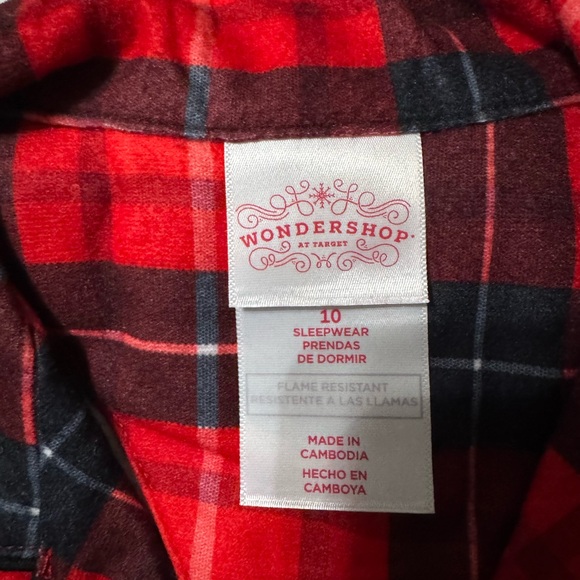 WONDERSHOP
AT TARGET
10
SLEEPWEAR
PRENDAS
DE DORMIR
FLAME RESISTANT
RESISTENTE A LAS LLAMAS
MADE IN
CAMBODIA
HECHO EN
CAMBOYA